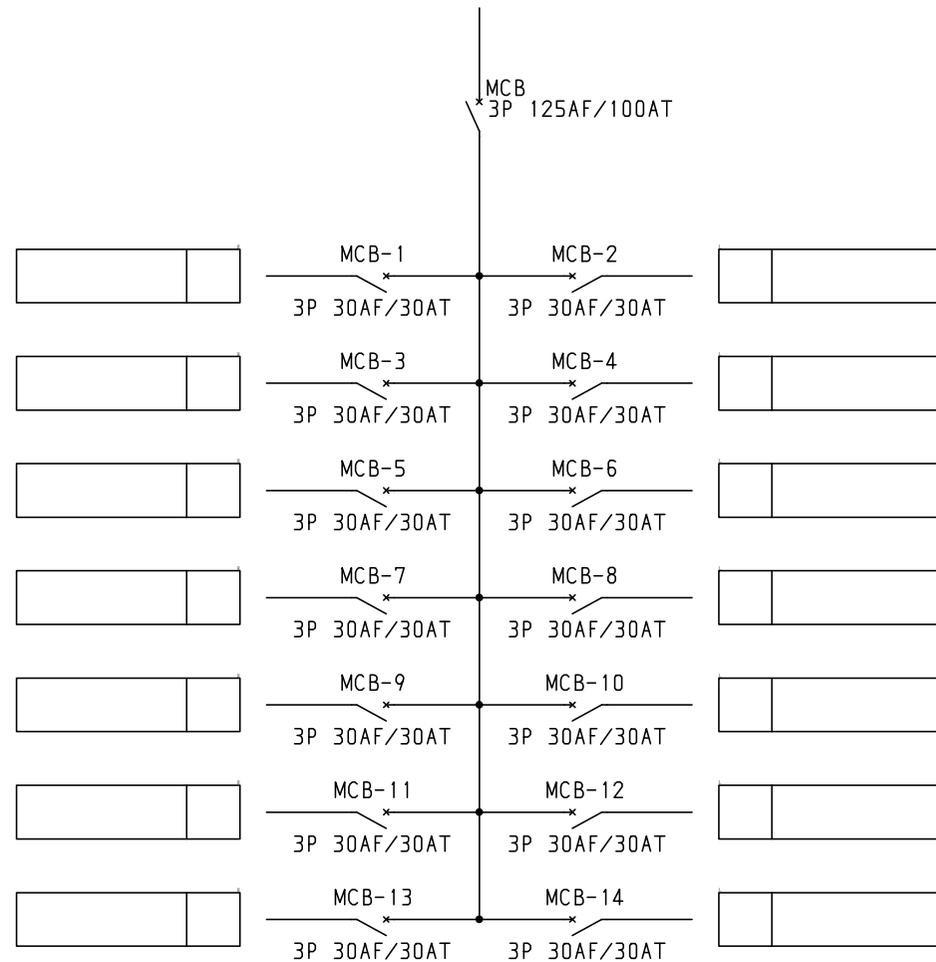 MCB
3P 125AF/100AT
MCB-1
MCB-2
3P 30AF/30AT
3P 30AF/30AT
MCB-3
MCB-4
3P 30AF/30AT
3P 30AF/30AT
MCB-5
MCB-6
3P 30AF/30AT
3P 30AF/30AT
MCB-7
MCB-8
3P 30AF/30AT
3P 30AF/30AT
MCB-9
MCB-10
3P 30AF/30AT
3P 30AF/30AT
MCB-11
MCB-12
3P 30AF/30AT
3P 30AF/30AT
MCB-13
MCB-14
3P 30AF/30AT
3P 30AF/30AT